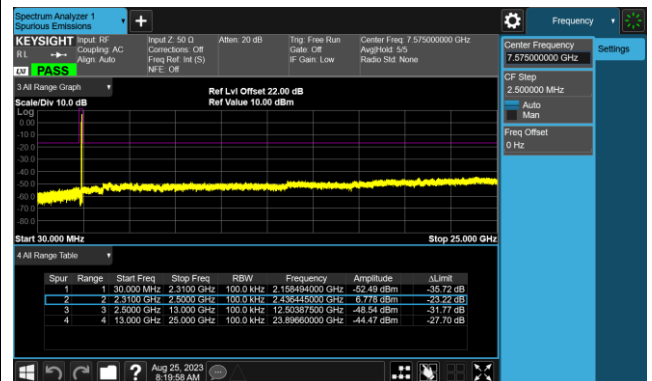 Spectrum Analyzer 1
Spurious Emissions
Frequency
KEYSIGHT Input: RF Input Z: 50 Ω Atten: 20 dB Trig: Free Run Center Freq: 7.575000000 GHz
RL Coupling: AC Corrections: Off Gate: Off Avg|Hold: 5/5
Align: Auto Freq Ref: Int (S) IF Gain: Low Radio Std: None
LXI PASS NFE: Off
Center Frequency
7.575000000 GHz
Settings
CF Step
2.500000 MHz
Auto
Man
Freq Offset
0 Hz
3 All Range Graph
Ref Lvl Offset 22.00 dB
Scale/Div 10.0 dB Ref Value 10.00 dBm
Log
0.00
-10.0
-20.0
-30.0
-40.0
-50.0
-60.0
-70.0
-80.0
Start 30.000 MHz Stop 25.000 GHz
4 All Range Table
Spur Range Start Freq Stop Freq RBW Frequency Amplitude ΔLimit
1 1 30.000 MHz 2.3100 GHz 100.0 kHz 2.158494000 GHz -52.49 dBm -35.72 dB
2 2 2.3100 GHz 2.5000 GHz 100.0 kHz 2.436445000 GHz 6.778 dBm -23.22 dB
3 3 2.5000 GHz 13.000 GHz 100.0 kHz 12.50387500 GHz -48.54 dBm -31.77 dB
4 4 13.000 GHz 25.000 GHz 100.0 kHz 23.89660000 GHz -44.47 dBm -27.70 dB
Aug 25, 2023
8:19:58 AM